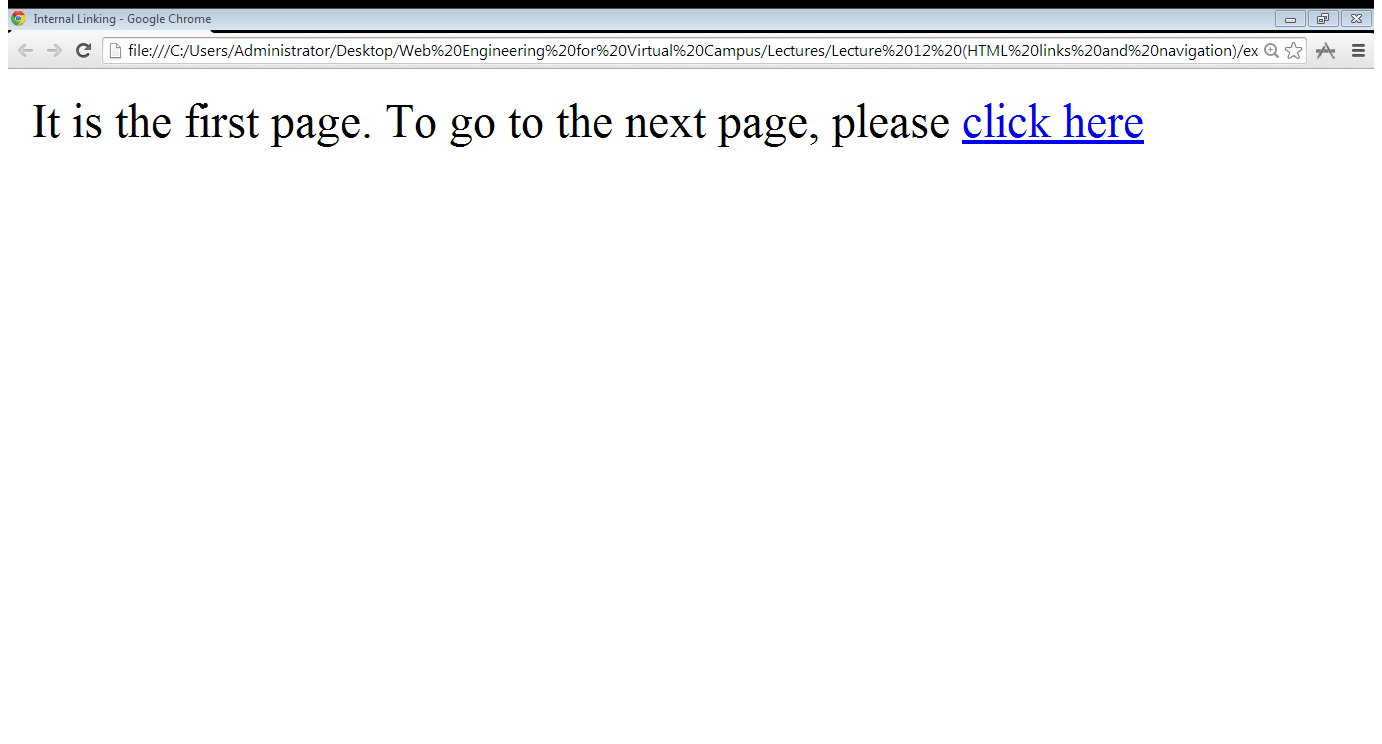 Internal Linking - Google Chrome
file:///C:/Users/Administrator/Desktop/Web%20Engineering%20for%20Virtual%20Campus/Lectures/Lecture%2012%20(HTML%20links%20and%20navigation)/ex
It is the first page. To go to the next page, please click here